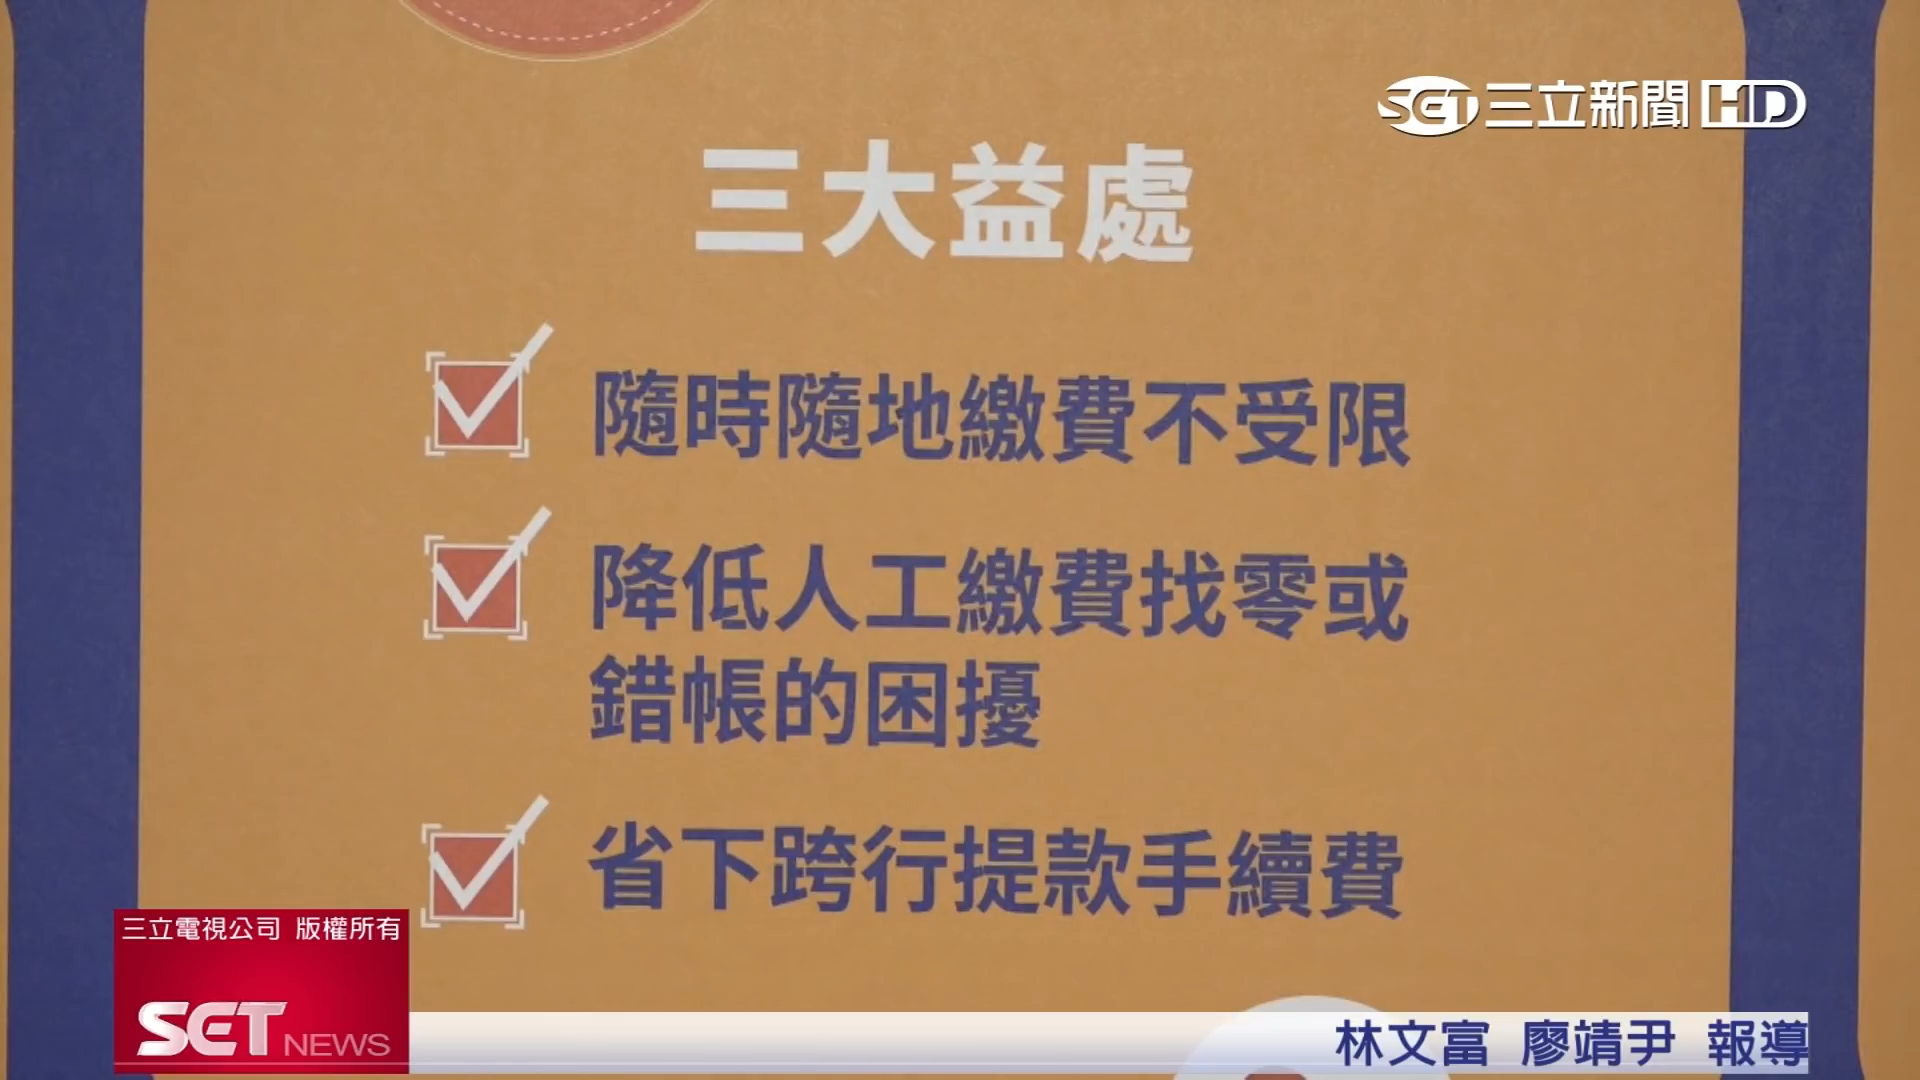 SET三立新聞HD
三大益處
隨時隨地繳費不受限
降低人工繳費找零或
錯帳的困擾
省下跨行提款手續費
三立電視公司 版權所有
SET NEWS
林文富 廖靖尹 報導